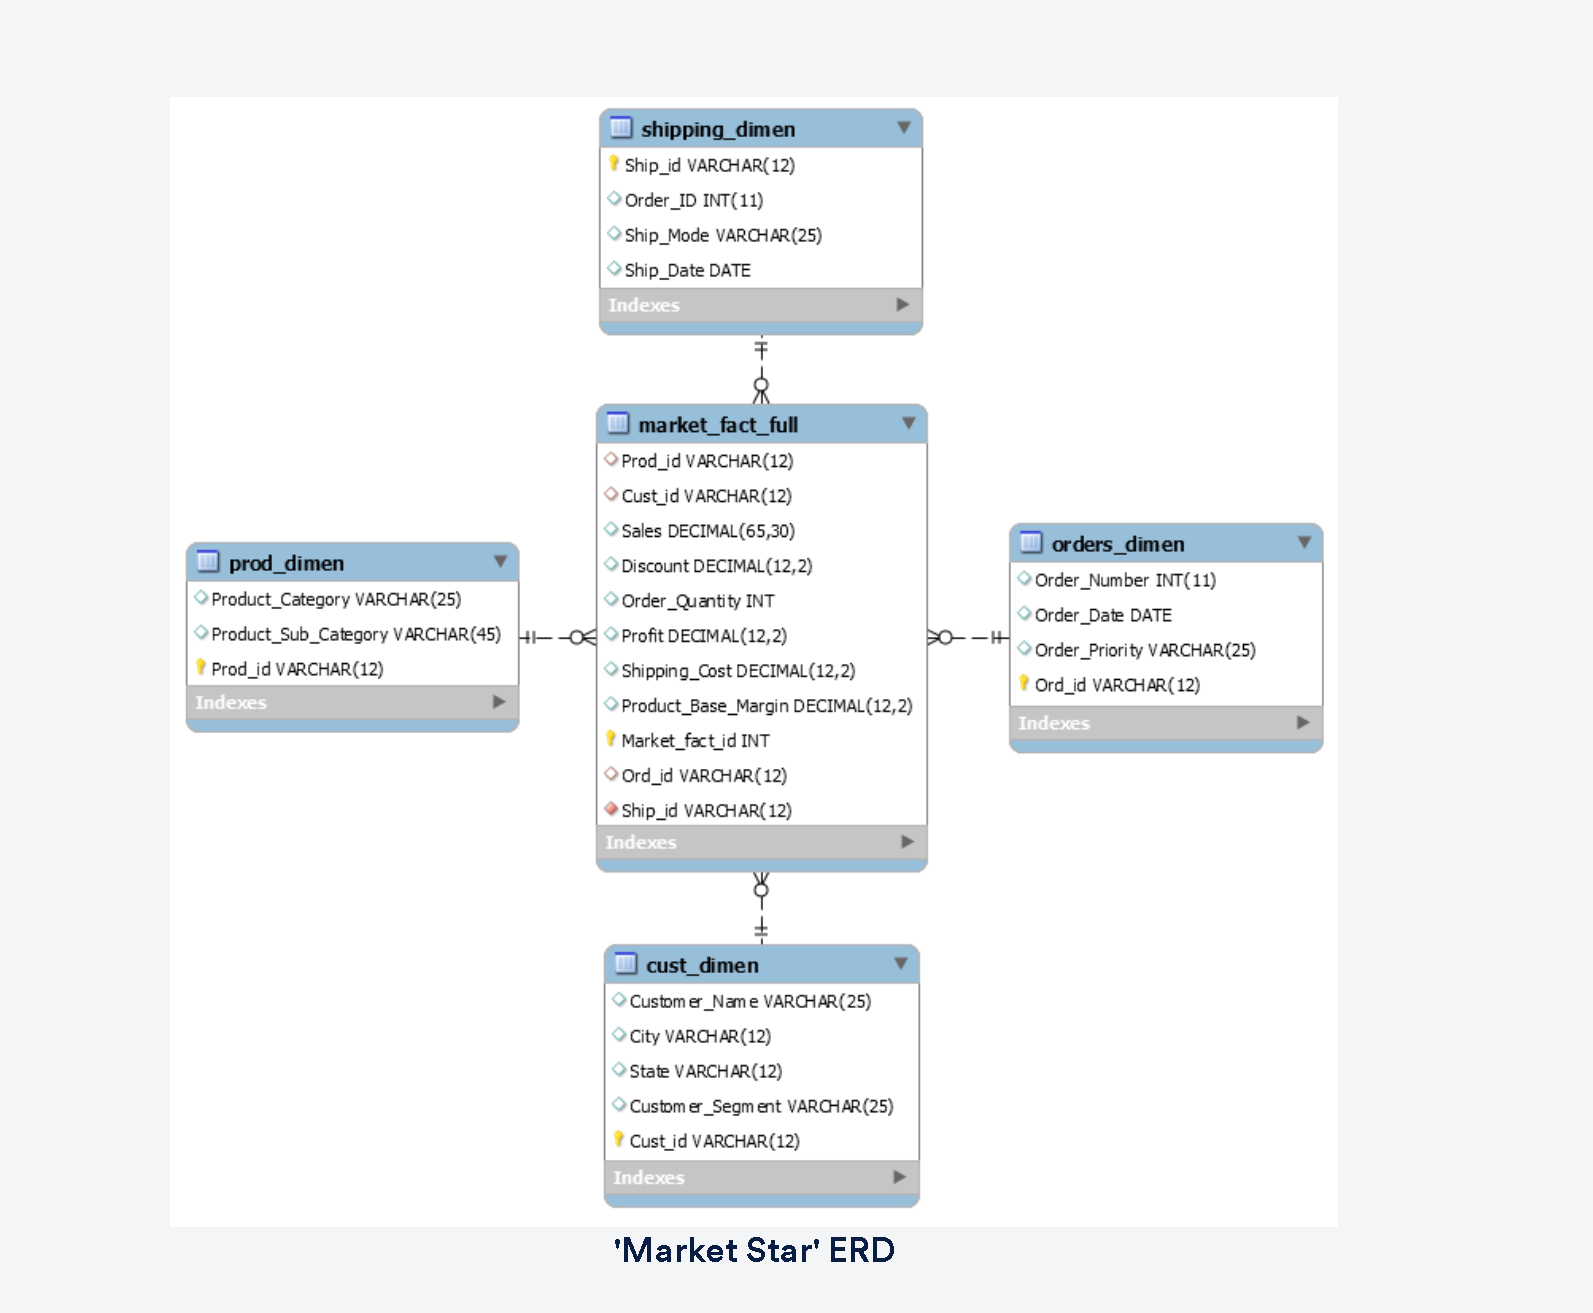 shipping_dimen
Ship_id VARCHAR(12)
Order_ID INT(11)
Ship_Mode VARCHAR(25)
Ship_Date DATE
Indexes
market_fact_full
Prod_id VARCHAR(12)
Cust_id VARCHAR(12)
Sales DECIMAL(65,30)
Discount DECIMAL(12,2)
Order_Quantity INT
Profit DECIMAL(12,2)
Shipping_Cost DECIMAL(12,2)
Product_Base_Margin DECIMAL(12,2)
Market_fact_id INT
Ord_id VARCHAR(12)
Ship_id VARCHAR(12)
Indexes
prod_dimen
Product_Category VARCHAR(25)
Product_Sub_Category VARCHAR(45)
Prod_id VARCHAR(12)
Indexes
orders_dimen
Order_Number INT(11)
Order_Date DATE
Order_Priority VARCHAR(25)
Ord_id VARCHAR(12)
Indexes
cust_dimen
Customer_Name VARCHAR(25)
City VARCHAR(12)
State VARCHAR(12)
Customer_Segment VARCHAR(25)
Cust_id VARCHAR(12)
Indexes
'Market Star' ERD